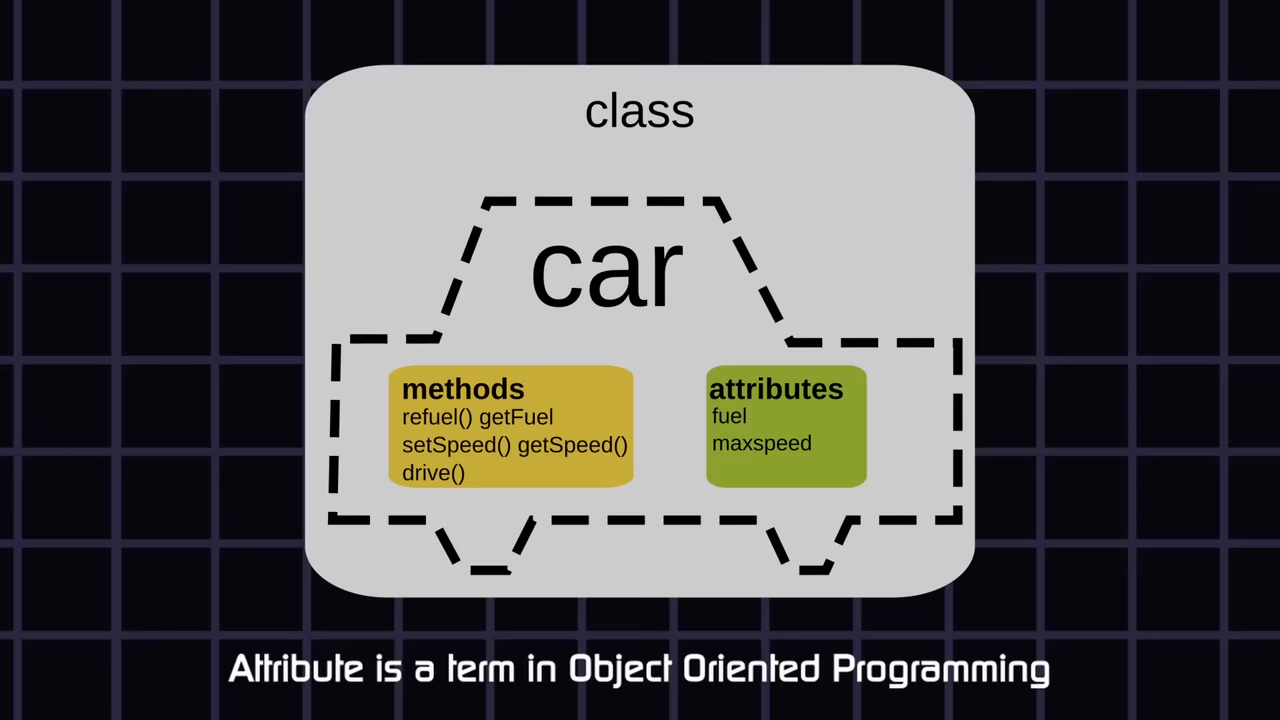 class
car
methods
refuel() getFuel
setSpeed() getSpeed()
drive()
attributes
fuel
maxspeed
Attribute is a term in Object Oriented Programming